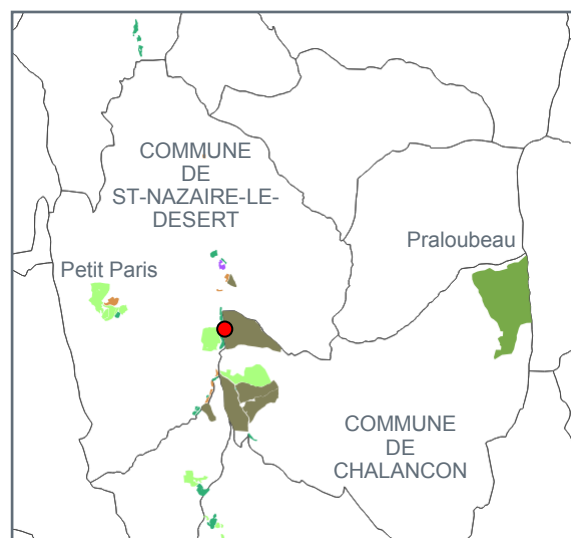 COMMUNE
DE
ST-NAZAIRE-LE-
DESERT
Praloubeau
Petit Paris
COMMUNE
DE
CHALANCON